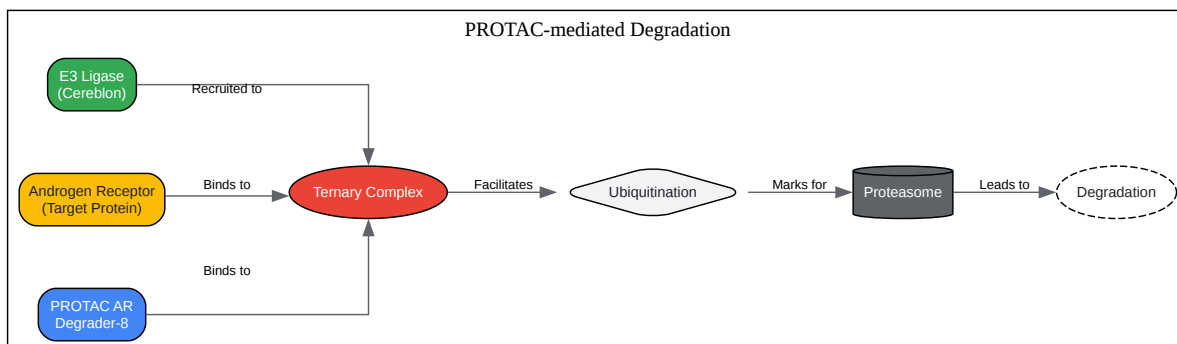 PROTAC-mediated Degradation
E3 Ligase
(Cereblon)
Recruited to
Androgen Receptor
(Target Protein)
Binds to
Ternary Complex
Facilitates
Ubiquitination
Marks for
Proteasome
Leads to
Degradation
Binds to
PROTAC AR
Degrader-8